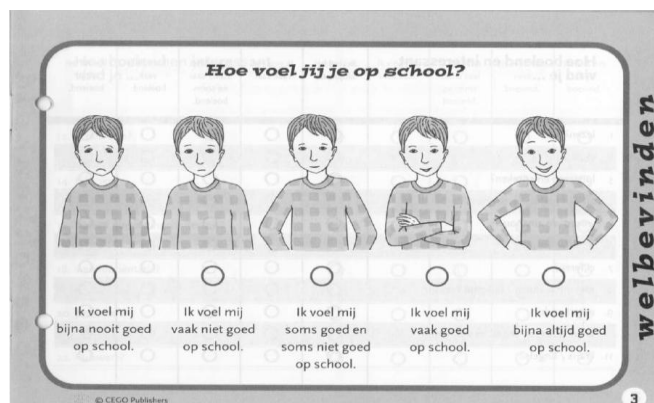 Hoe voel jij je op school?
Ik voel mij
bijna nooit goed
op school.
Ik voel mij
vaak niet goed
op school.
Ik voel mij
soms goed en
soms niet goed
op school.
Ik voel mij
vaak goed
op school.
Ik voel mij
bijna altijd goed
op school.
welbevinden
© CEGO Publishers
3